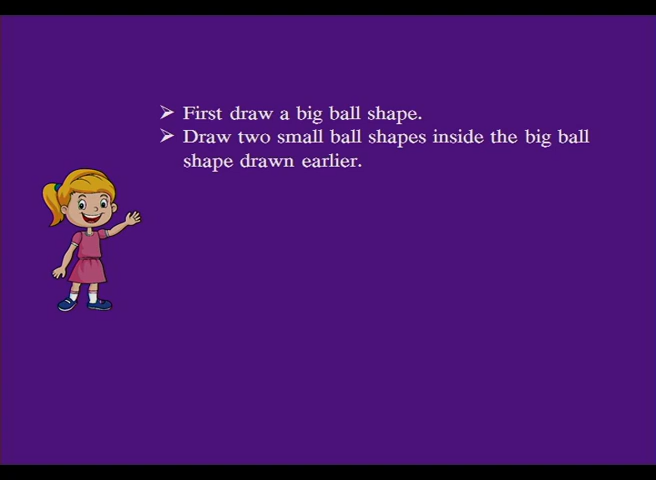 ➢ First draw a big ball shape.
➢ Draw two small ball shapes inside the big ball
shape drawn earlier.